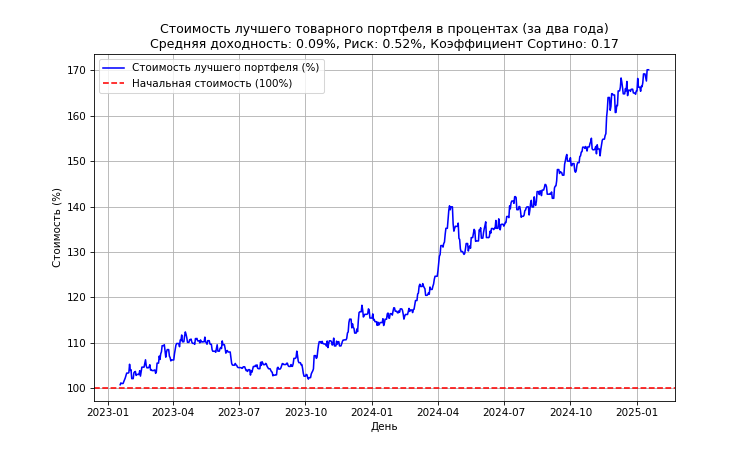 Стоимость лучшего товарного портфеля в процентах (за два года)
Средняя доходность: 0.09%, Риск: 0.52%, Коэффициент Сортино: 0.17
Стоимость лучшего портфеля (%)
Начальная стоимость (100%)
Стоимость (%)
170
160
150
140
130
120
110
100
2023-01 2023-04 2023-07 2023-10 2024-01 2024-04 2024-07 2024-10 2025-01
День